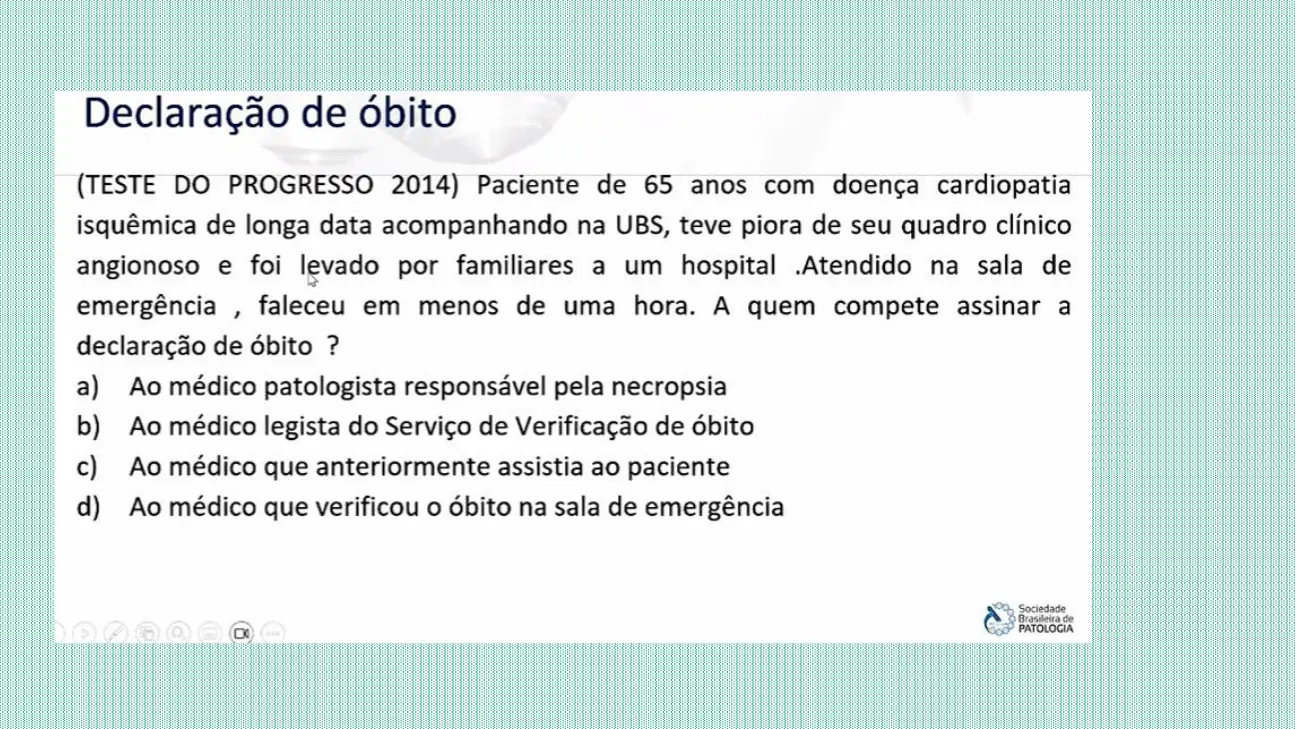 Declaração de óbito
(TESTE DO PROGRESSO 2014) Paciente de 65 anos com doença cardiopatia
isquêmica de longa data acompanhando na UBS, teve piora de seu quadro clínico
angionoso e foi levado por familiares a um hospital .Atendido na sala de
emergência , faleceu em menos de uma hora. A quem compete assinar a
declaração de óbito ?
a) Ao médico patologista responsável pela necropsia
b) Ao médico legista do Serviço de Verificação de óbito
c) Ao médico que anteriormente assistia ao paciente
d) Ao médico que verificou o óbito na sala de emergência
Sociedade
Brasileira de
PATOLOGIA